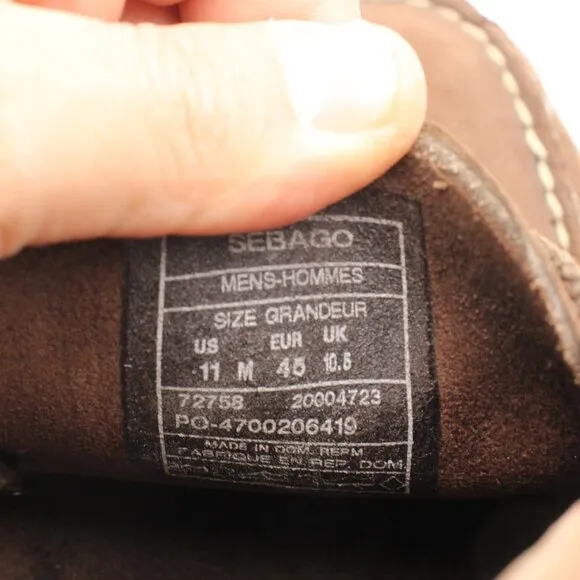 SEBAGO
MENS-HOMMES
SIZE GRANDEUR
US EUR UK
11 M 45 10.5
72758 20004723
PO-4700206419
MADE IN DOM. REP.
FABRIQUE EN REP. DOM.